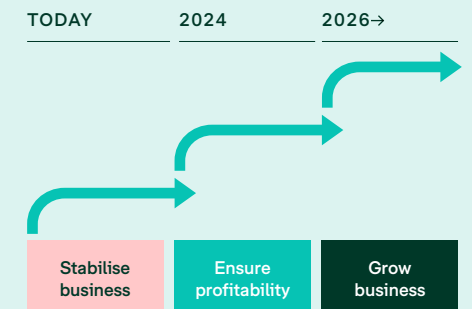 TODAY
2024
2026→
Stabilise
business
Ensure
profitability
Grow
business